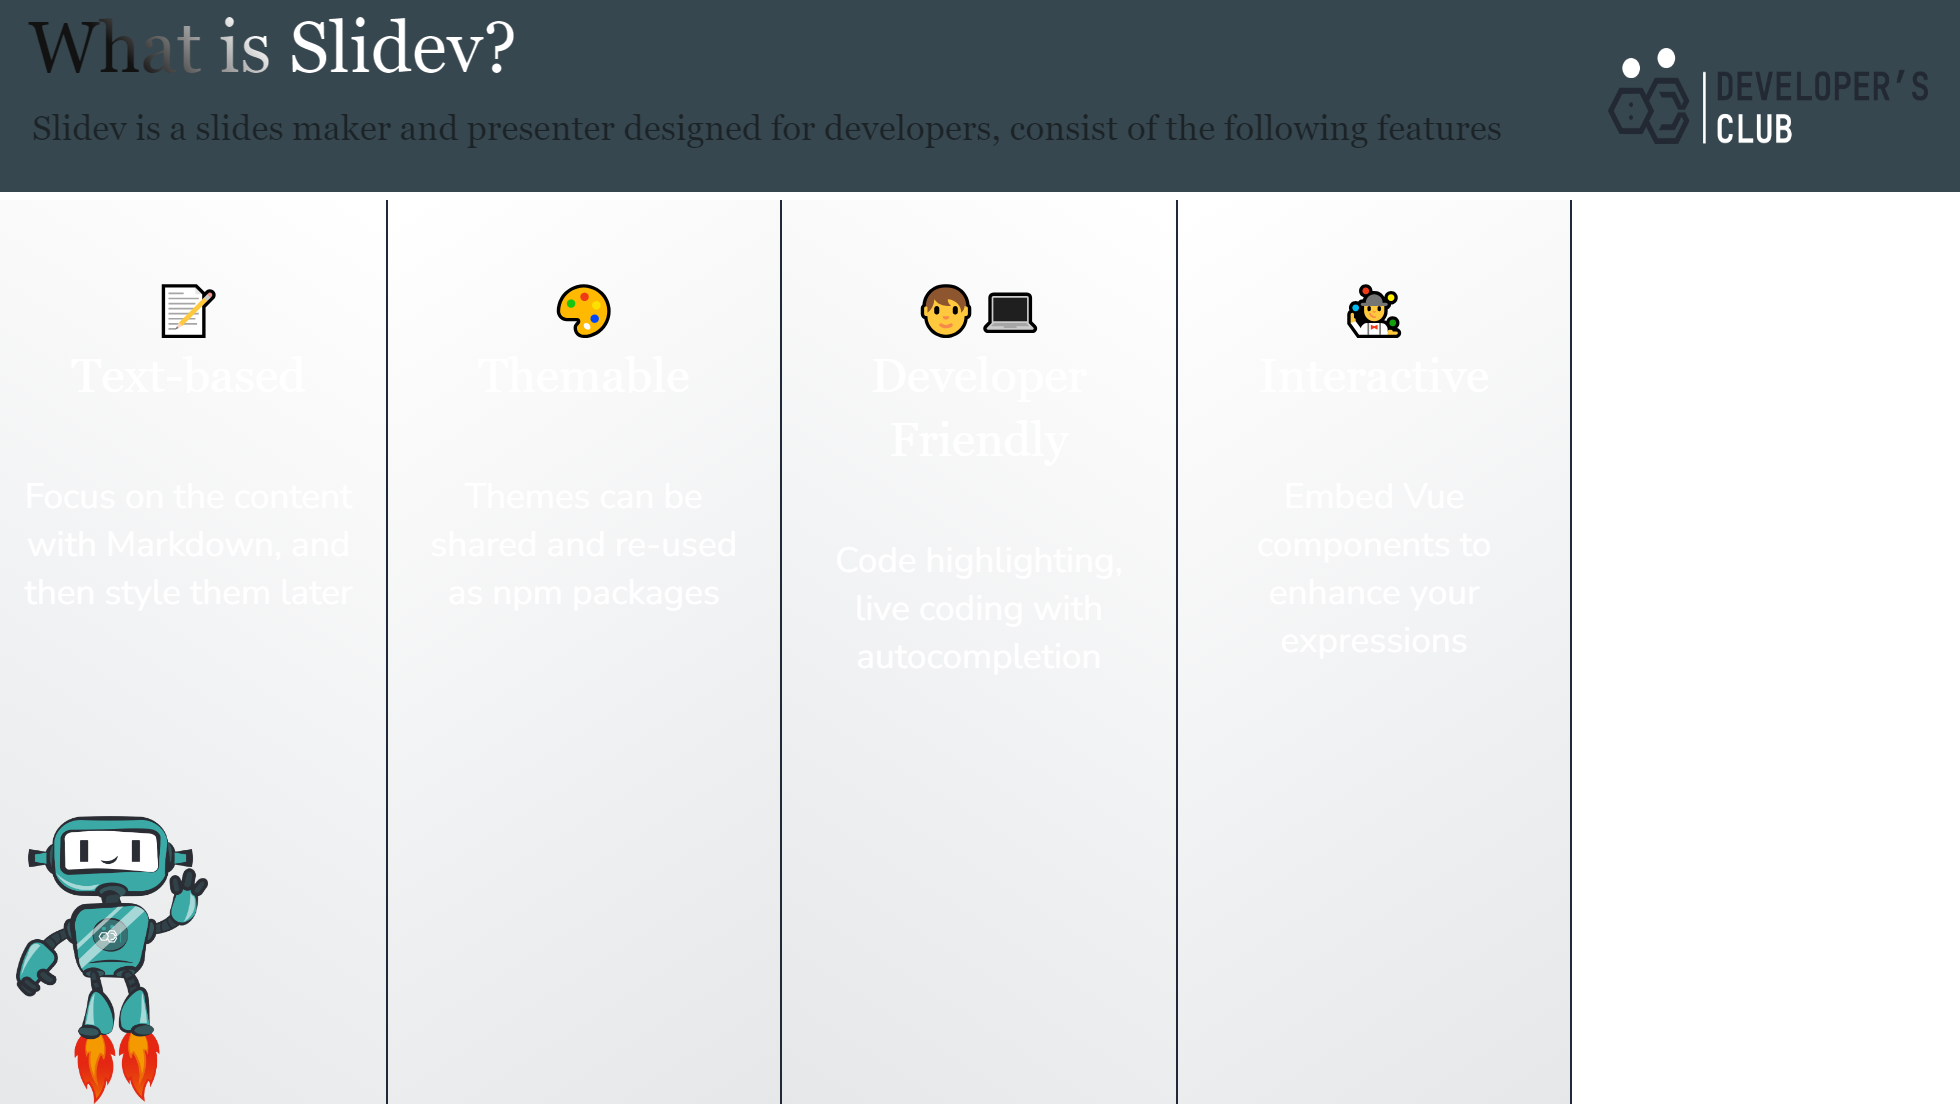 What is Slidev?
Slidev is a slides maker and presenter designed for developers, consist of the following features
DEVELOPER'S
CLUB
Text-based
Focus on the content
with Markdown, and
then style them later
Themable
Themes can be
shared and re-used
as npm packages
Developer
Friendly
Code highlighting,
live coding with
autocompletion
Interactive
Embed Vue
components to
enhance your
expressions